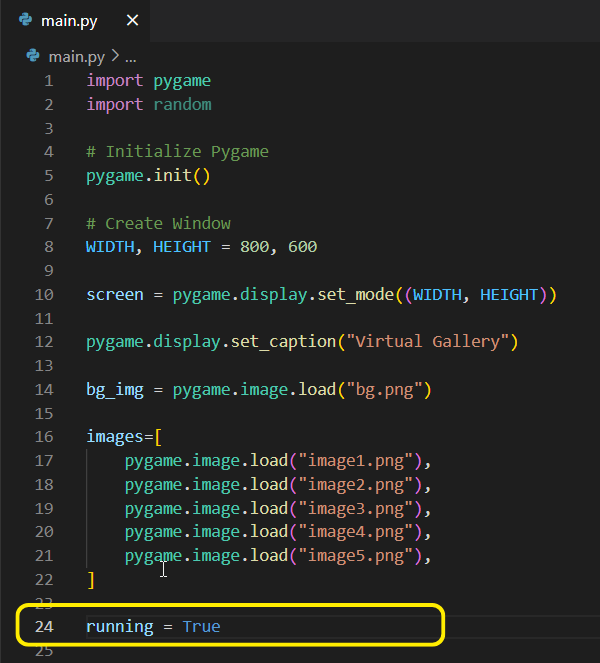 main.py
main.py > ...
1 import pygame
2 import random
3
4 # Initialize Pygame
5 pygame.init()
6
7 # Create Window
8 WIDTH, HEIGHT = 800, 600
9
10 screen = pygame.display.set_mode((WIDTH, HEIGHT))
11
12 pygame.display.set_caption("Virtual Gallery")
13
14 bg_img = pygame.image.load("bg.png")
15
16 images=[
17     pygame.image.load("image1.png"),
18     pygame.image.load("image2.png"),
19     pygame.image.load("image3.png"),
20     pygame.image.load("image4.png"),
21     pygame.image.load("image5.png"),
22 ]
23
24 running = True
25